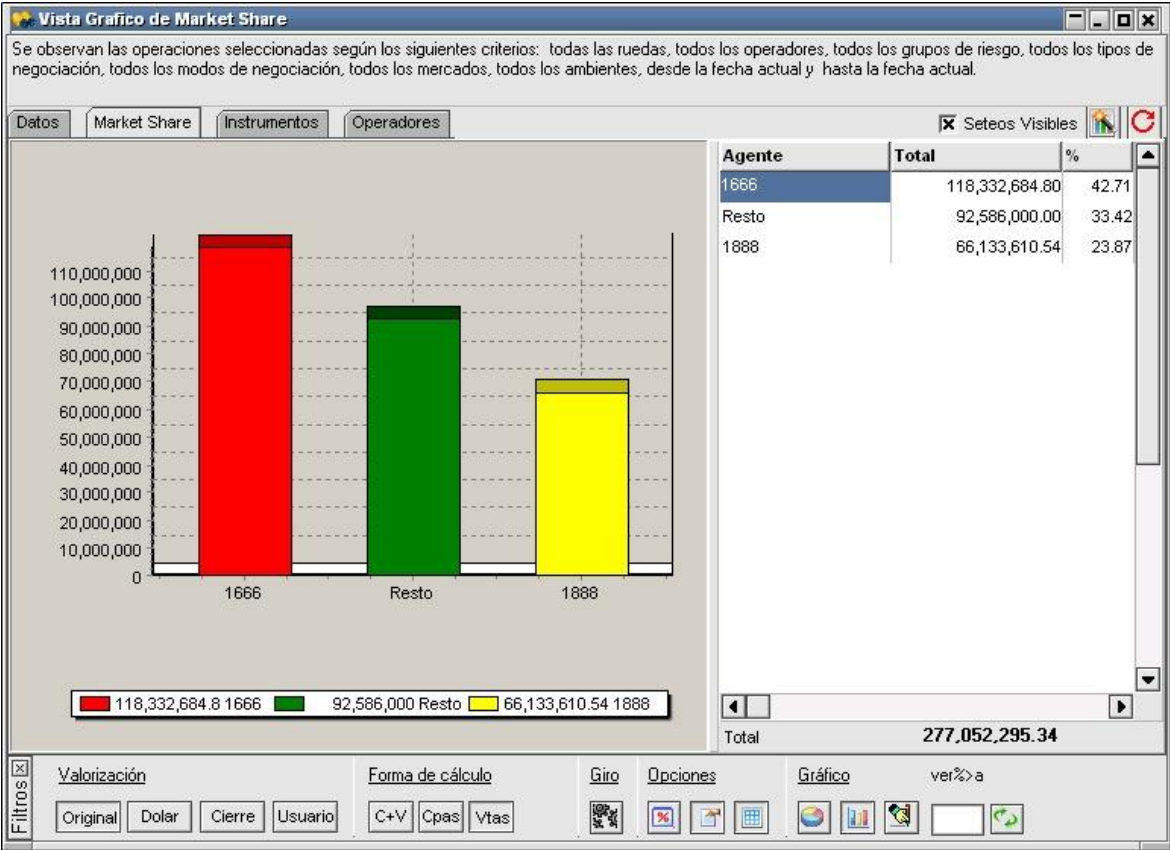 Vista Grafico de Market Share
Se observan las operaciones seleccionadas según los siguientes criterios: todas las ruedas, todos los operadores, todos los grupos de riesgo, todos los tipos de
negociación, todos los modos de negociación, todos los mercados, todos los ambientes, desde la fecha actual y hasta la fecha actual.
Datos Market Share Instrumentos Operadores Seteos Visibles
Agente Total %
1666 118,332,684.80 42.71
Resto 92,586,000.00 33.42
1888 66,133,610.54 23.87
110,000,000
100,000,000
90,000,000
80,000,000
70,000,000
60,000,000
50,000,000
40,000,000
30,000,000
20,000,000
10,000,000
0
1666 Resto 1888
118,332,684.8 1666 92,586,000 Resto 66,133,610.54 1888
Total 277,052,295.34
Filtros
Valorización Forma de cálculo Giro Opciones Gráfico ver%>a
Original Dolar Cierre Usuario C+V Cpas Vtas %